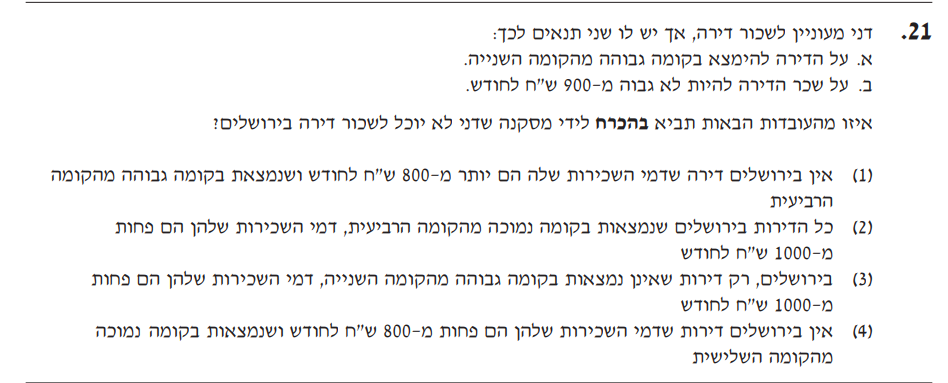 21. דני מעוניין לשכור דירה, אך יש לו שני תנאים לכך:
א. על הדירה להימצא בקומה גבוהה מהקומה השנייה.
ב. על שכר הדירה להיות לא גבוה מ-900 ש"ח לחודש.
איזו מהעובדות הבאות תביא בהכרח לידי מסקנה שדני לא יוכל לשכור דירה בירושלים?
(1) אין בירושלים דירה שדמי השכירות שלה הם יותר מ-800 ש"ח לחודש ושנמצאת בקומה גבוהה מהקומה
הרביעית
(2) כל הדירות בירושלים שנמצאות בקומה נמוכה מהקומה הרביעית, דמי השכירות שלהן הם פחות
מ-1000 ש"ח לחודש
(3) בירושלים, רק דירות שאינן נמצאות בקומה גבוהה מהקומה השנייה, דמי השכירות שלהן הם פחות
מ-1000 ש"ח לחודש
(4) אין בירושלים דירות שדמי השכירות שלהן הם פחות מ-800 ש"ח לחודש ושנמצאות בקומה נמוכה
מהקומה השלישית